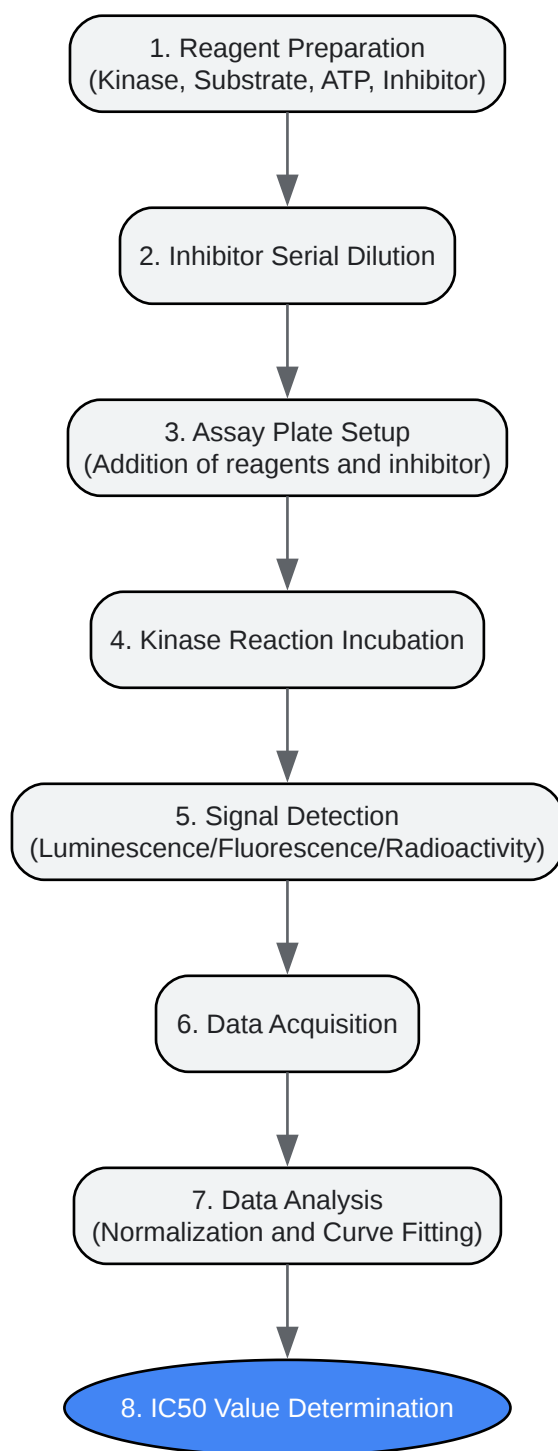 1. Reagent Preparation
(Kinase, Substrate, ATP, Inhibitor)
2. Inhibitor Serial Dilution
3. Assay Plate Setup
(Addition of reagents and inhibitor)
4. Kinase Reaction Incubation
5. Signal Detection
(Luminescence/Fluorescence/Radioactivity)
6. Data Acquisition
7. Data Analysis
(Normalization and Curve Fitting)
8. IC50 Value Determination